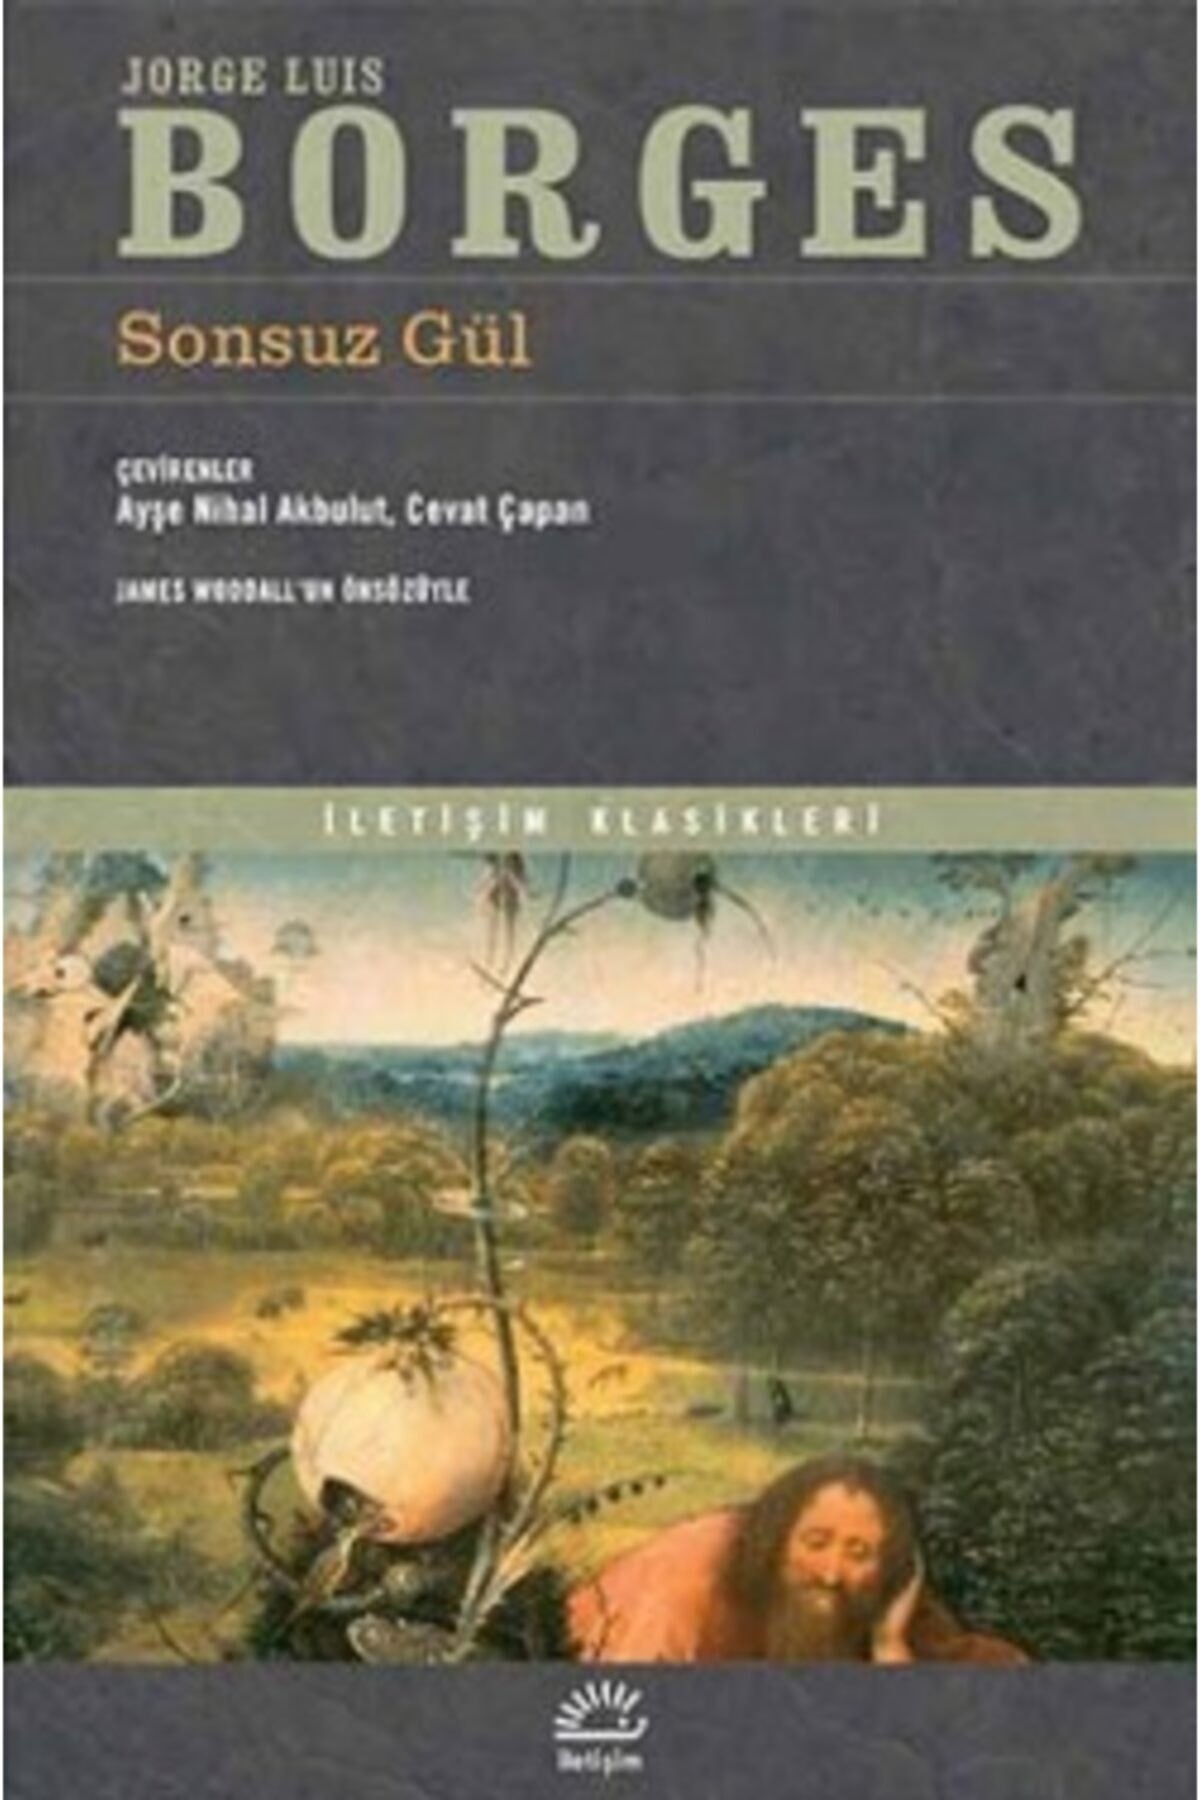 JORGE LUIS
BORGES
Sonsuz Gül
ÇEVİRENLER
Ayşe Nihal Akbulut, Cevat Çapan
JAMES WOODALL'UN ÖNSÖZÜYLE
İLETİŞİM KLASİKLERİ
iletişim